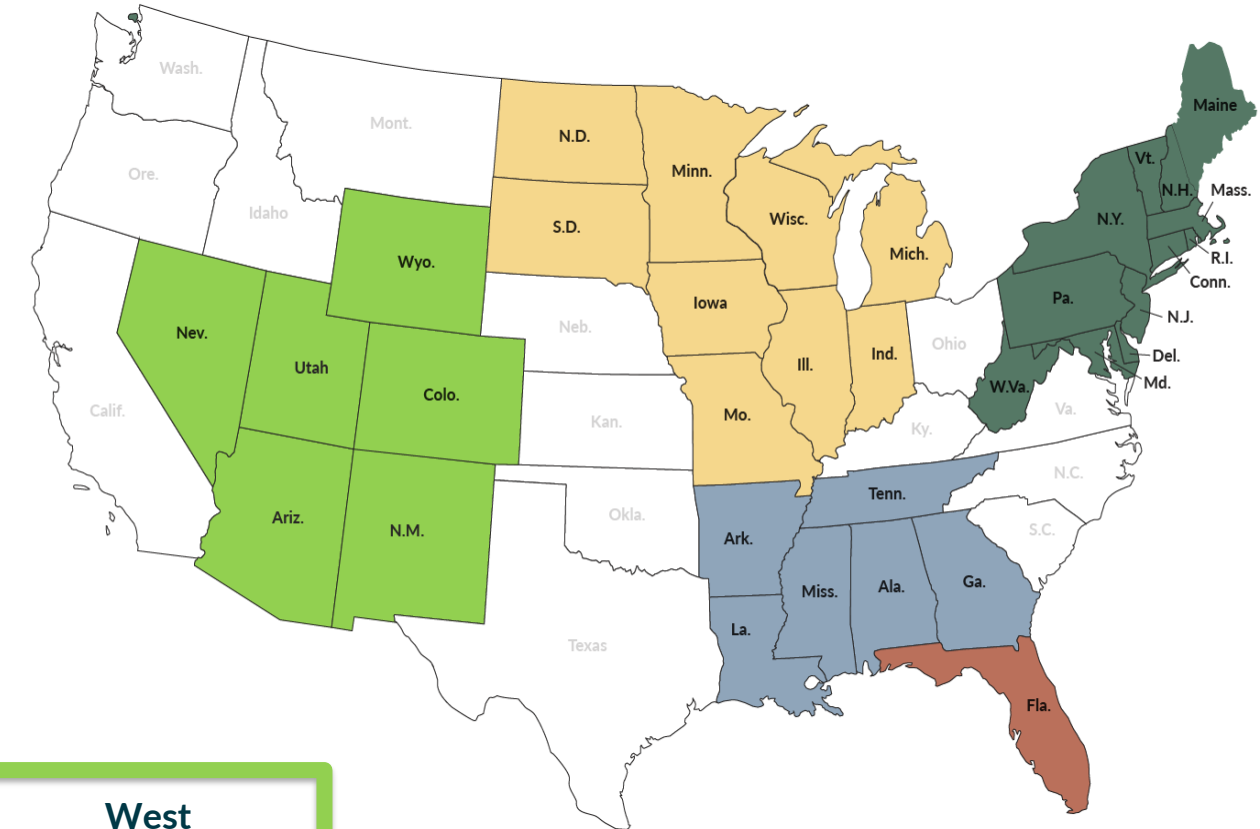 Wash.
Maine
Mont.
N.D.
Minn.
Vt.
Ore.
N.H.
Mass.
Idaho
S.D.
Wisc.
N.Y.
Mich.
R.I.
Wyo.
Conn.
Pa.
Iowa
N.J.
Nev.
Neb.
Ohio
Ind.
Del.
Utah
Ill.
Md.
Colo.
W.Va.
Calif.
Va.
Kan.
Mo.
Ky.
N.C.
Tenn.
Ariz.
Okla.
N.M.
S.C.
Ark.
Ga.
Miss.
Ala.
La.
Texas
Fla.
West